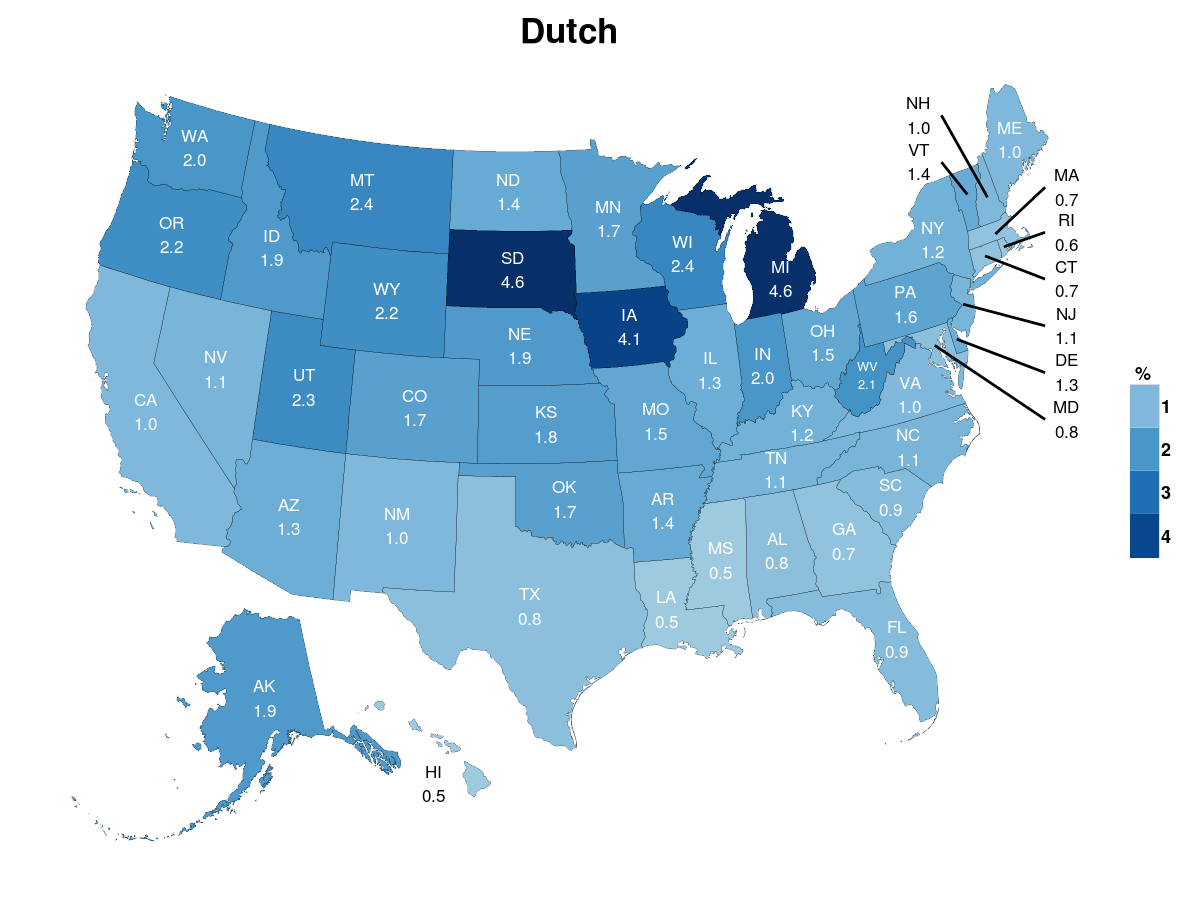 Dutch
NH
1.0
VT
1.4
ME
1.0
WA
2.0
MT
2.4
ND
1.4
MN
1.7
MA
0.7
RI
0.6
OR
2.2
ID
1.9
SD
4.6
WI
2.4
MI
4.6
NY
1.2
CT
0.7
WY
2.2
IA
4.1
PA
1.6
NJ
1.1
NV
1.1
UT
2.3
NE
1.9
IL
1.3
IN
2.0
OH
1.5
WV
2.1
VA
1.0
DE
1.3
MD
0.8
CA
1.0
CO
1.7
KS
1.8
MO
1.5
KY
1.2
NC
1.1
TN
1.1
AZ
1.3
NM
1.0
OK
1.7
AR
1.4
SC
0.9
MS
0.5
AL
0.8
GA
0.7
TX
0.8
LA
0.5
FL
0.9
AK
1.9
HI
0.5
%
1
2
3
4